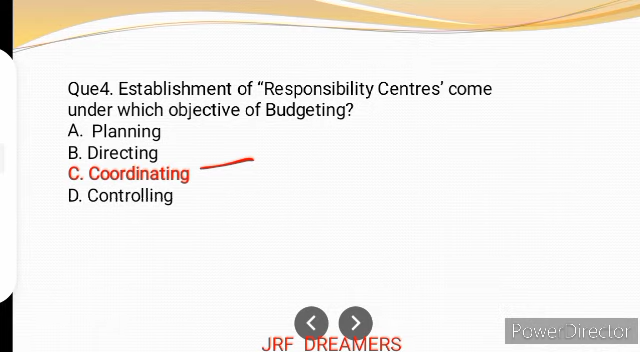 Que4. Establishment of “Responsibility Centres’ come
under which objective of Budgeting?
A. Planning
B. Directing
C. Coordinating
D. Controlling
JRF DREAMERS
PowerDirector